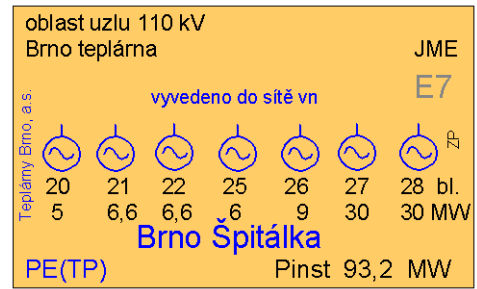 oblast uzlu 110 kV
Brno teplárna JME
E7
vyvedeno do sítě vn
Teplárny Brno, a.s.
ZP
20 21 22 25 26 27 28 bl.
5 6,6 6,6 6 9 30 30 MW
Brno Špitálka
PE(TP) Pinst 93,2 MW